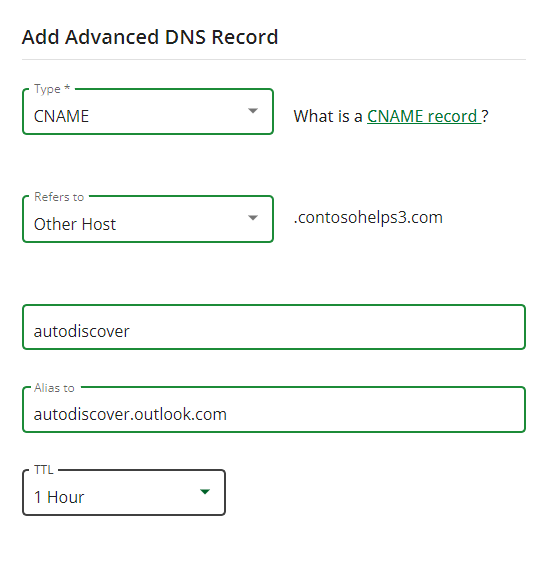 Add Advanced DNS Record
Type *
CNAME
What is a CNAME record ?
Refers to
Other Host
.contosohelps3.com
autodiscover
Alias to
autodiscover.outlook.com
TTL
1 Hour